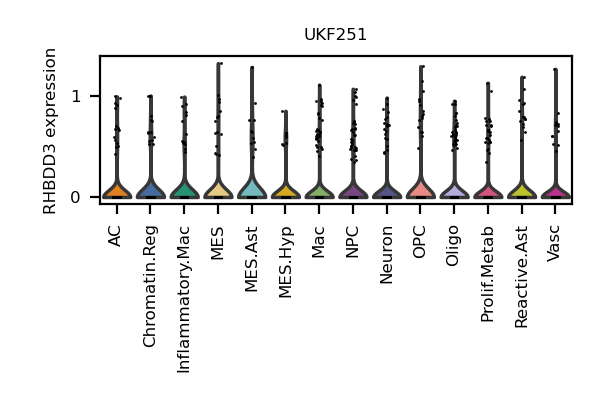 UKF251
RHBDD3 expression
1
0
AC
Chromatin.Reg
Inflammatory.Mac
MES
MES.Ast
MES.Hyp
Mac
NPC
Neuron
OPC
Oligo
Prolif.Metab
Reactive.Ast
Vasc